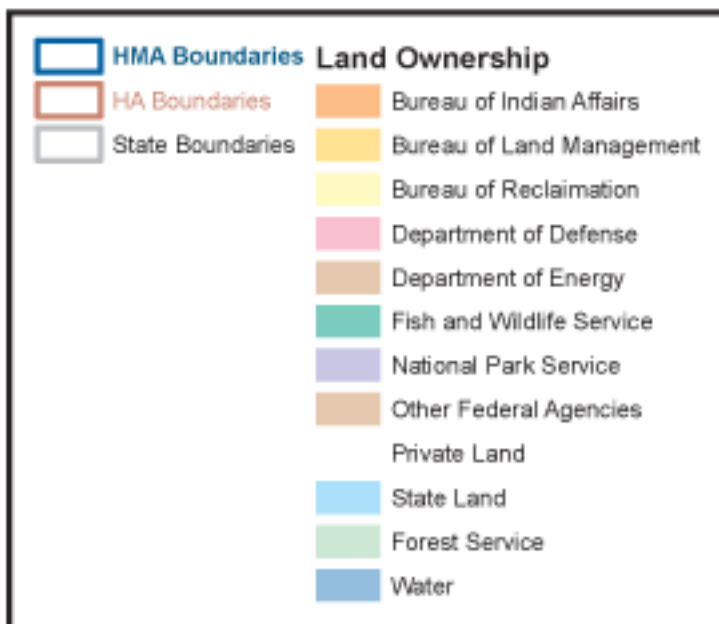 HMA Boundaries
HA Boundaries
State Boundaries
Land Ownership
Bureau of Indian Affairs
Bureau of Land Management
Bureau of Reclaimation
Department of Defense
Department of Energy
Fish and Wildlife Service
National Park Service
Other Federal Agencies
Private Land
State Land
Forest Service
Water